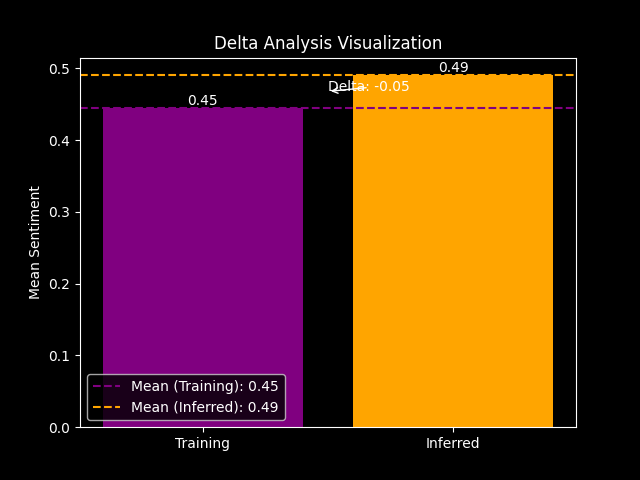 Delta Analysis Visualization
Mean Sentiment
0.5
0.4
0.3
0.2
0.1
0.0
0.45
0.49
Delta: -0.05
Mean (Training): 0.45
Mean (Inferred): 0.49
Training
Inferred